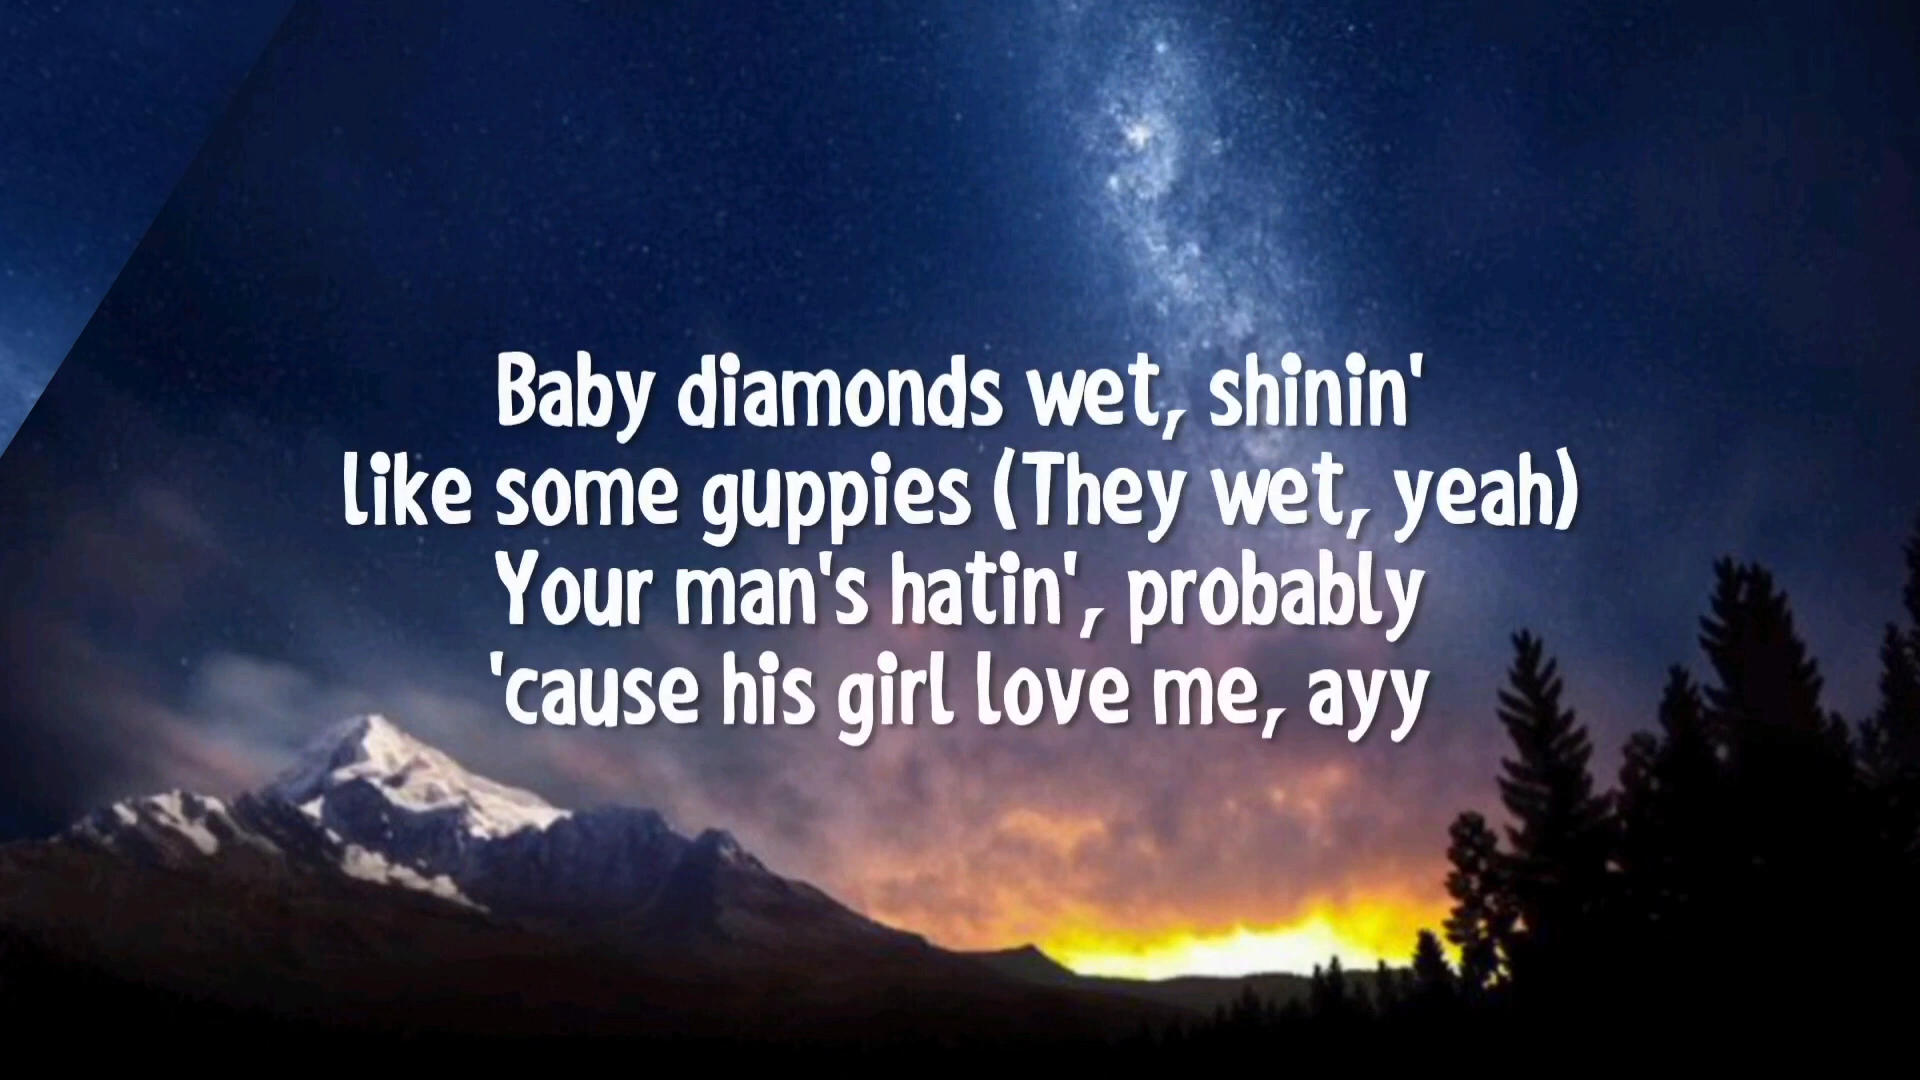 Baby diamonds wet, shinin'
like some guppies (They wet, yeah)
Your man's hatin', probably
'cause his girl love me, ayy